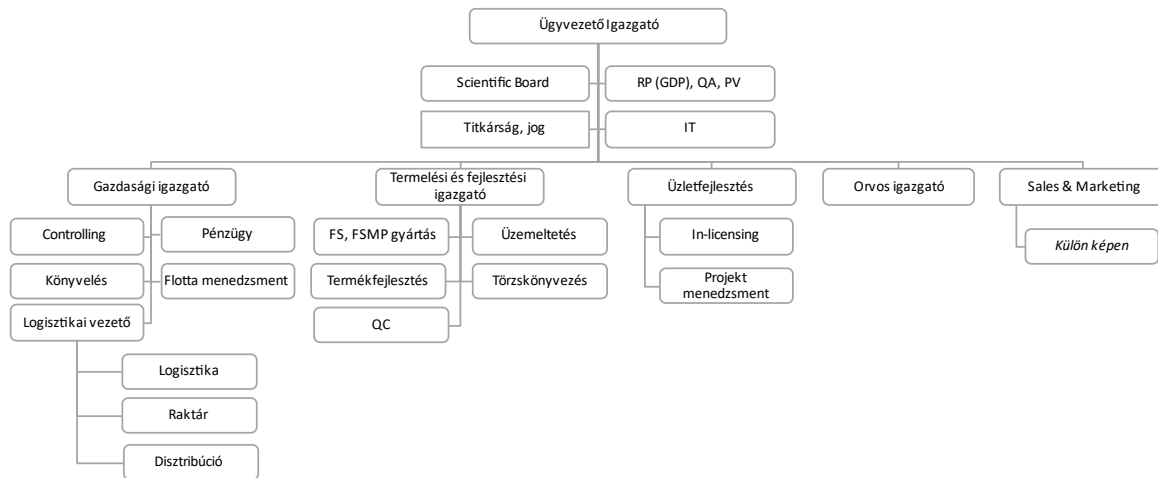 Ügyvezető Igazgató
Scientific Board
RP (GDP), QA, PV
Titkárság, jog
IT
Gazdasági igazgató
Termelési és fejlesztési
igazgató
Üzletfejlesztés
Orvos igazgató
Sales & Marketing
Controlling
Pénzügy
FS, FSMP gyártás
Üzemeltetés
In-licensing
Külön képen
Könyvelés
Flotta menedzsment
Termékfejlesztés
Törzskönyvezés
Projekt
menedzsment
Logisztikai vezető
QC
Logisztika
Raktár
Disztribúció